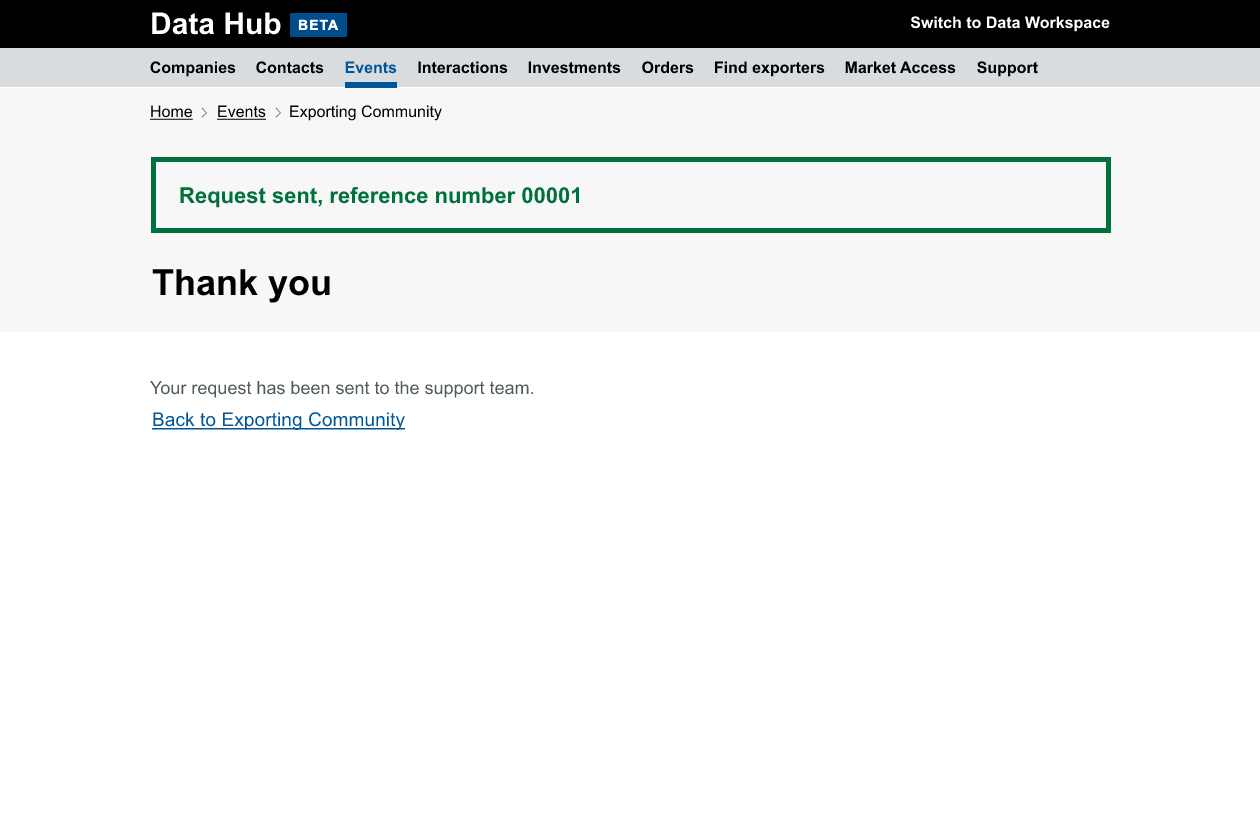 Data Hub BETA Switch to Data Workspace
Companies Contacts Events Interactions Investments Orders Find exporters Market Access Support
Home Events Exporting Community
Request sent, reference number 00001
Thank you
Your request has been sent to the support team.
Back to Exporting Community